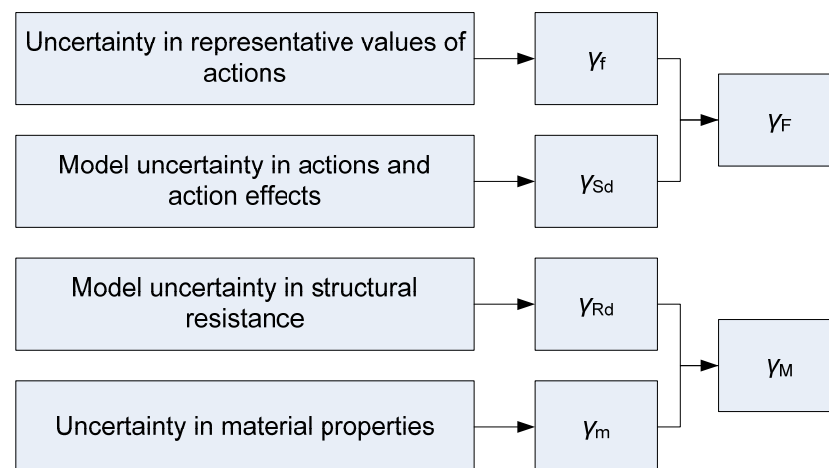 Uncertainty in representative values of
actions
γf
γF
Model uncertainty in actions and
action effects
γSd
Model uncertainty in structural
resistance
γRd
γM
Uncertainty in material properties
γm